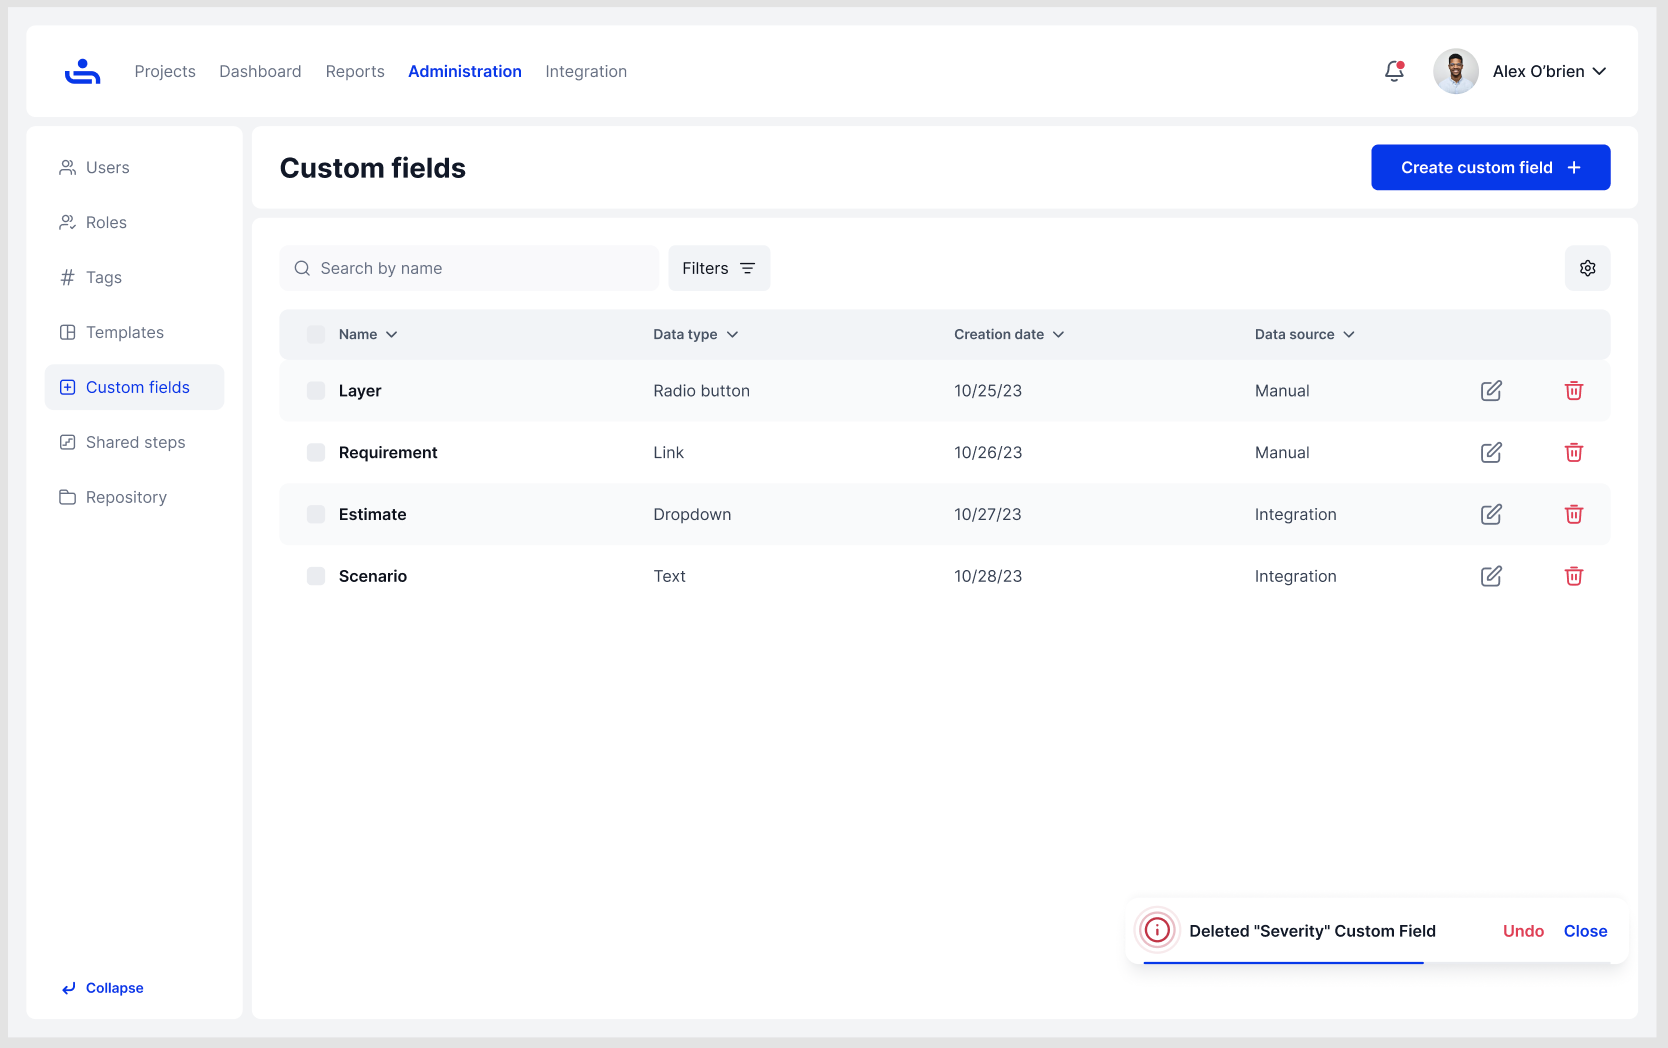 Projects Dashboard Reports Administration Integration
Alex O’brien
Users
Roles
Tags
Templates
Custom fields
Shared steps
Repository
Collapse
Custom fields
Create custom field
Search by name
Filters
Name Data type Creation date Data source
Layer Radio button 10/25/23 Manual
Requirement Link 10/26/23 Manual
Estimate Dropdown 10/27/23 Integration
Scenario Text 10/28/23 Integration
Deleted "Severity" Custom Field Undo Close